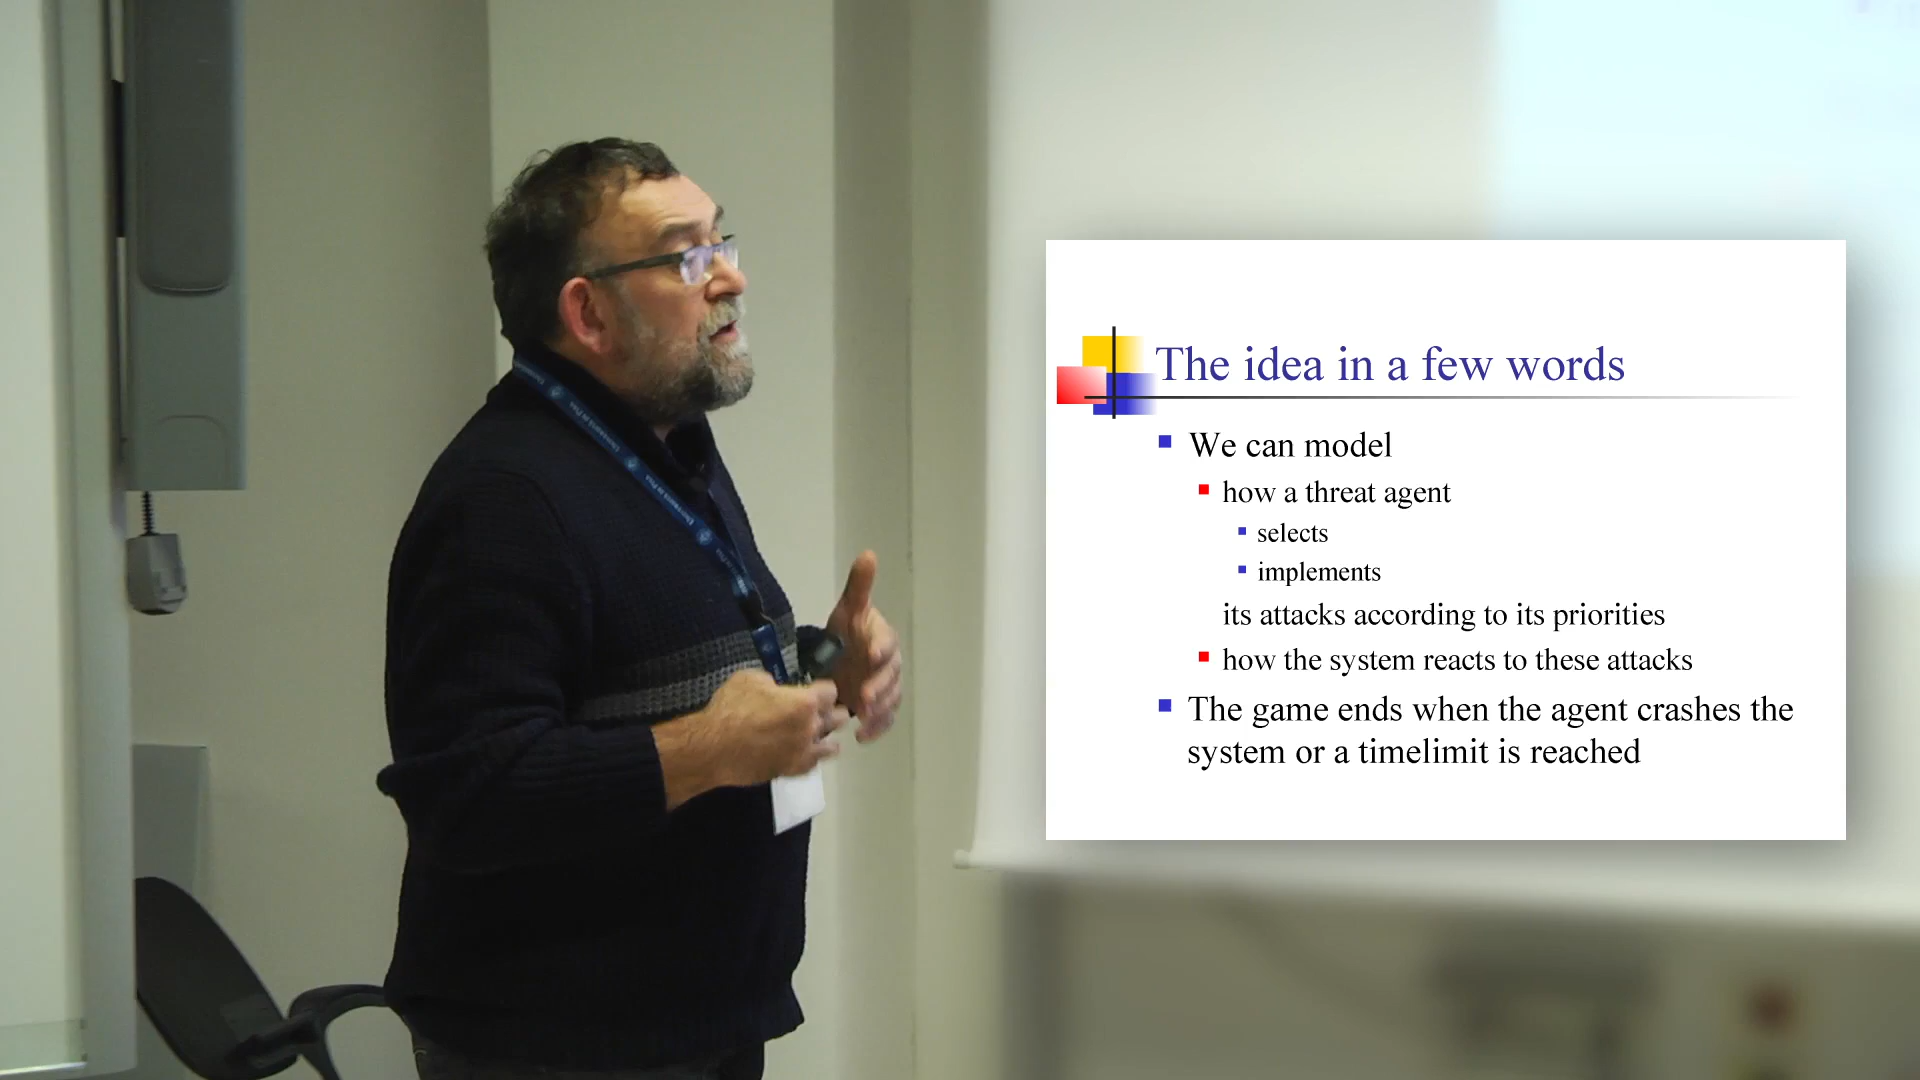 The idea in a few words
We can model
how a threat agent
selects
implements
its attacks according to its priorities
how the system reacts to these attacks
The game ends when the agent crashes the
system or a timelimit is reached